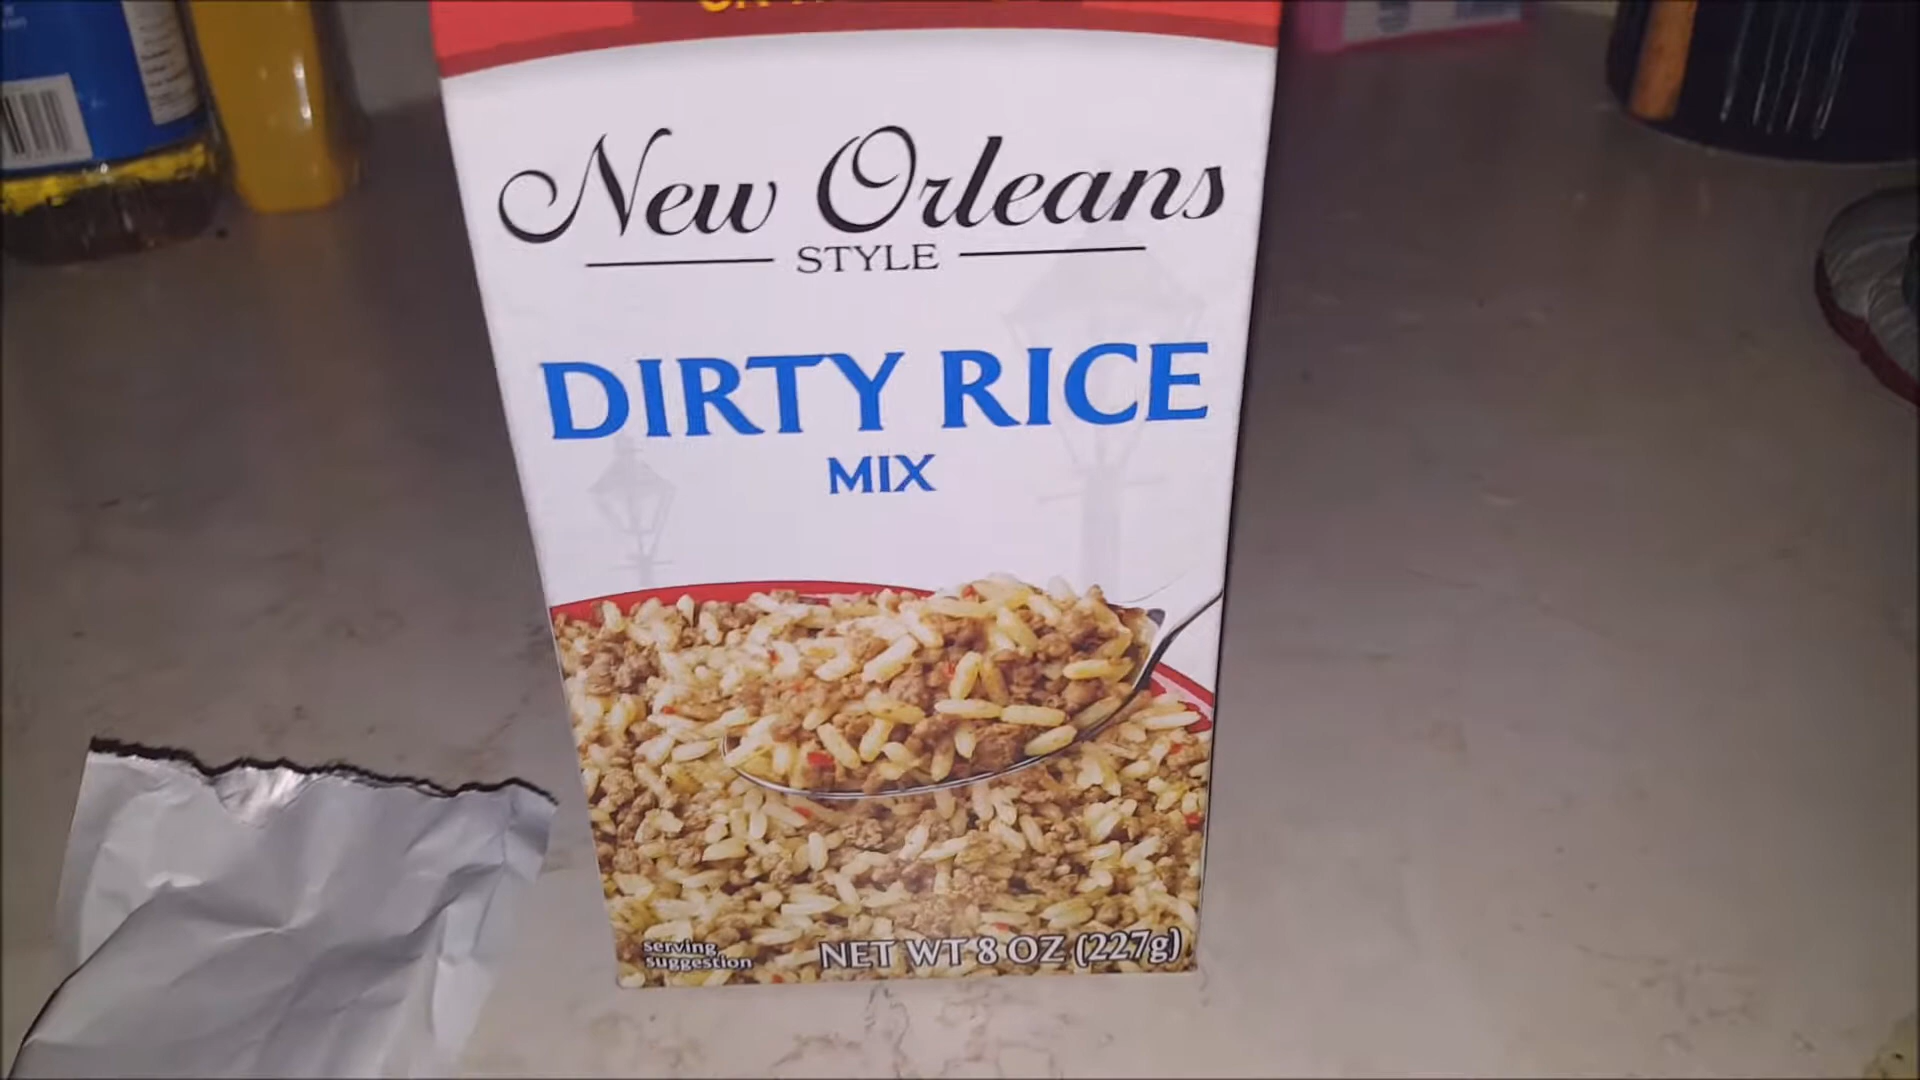 New Orleans
STYLE
DIRTY RICE
MIX
serving
suggestion
NET WT 8 OZ (227g)